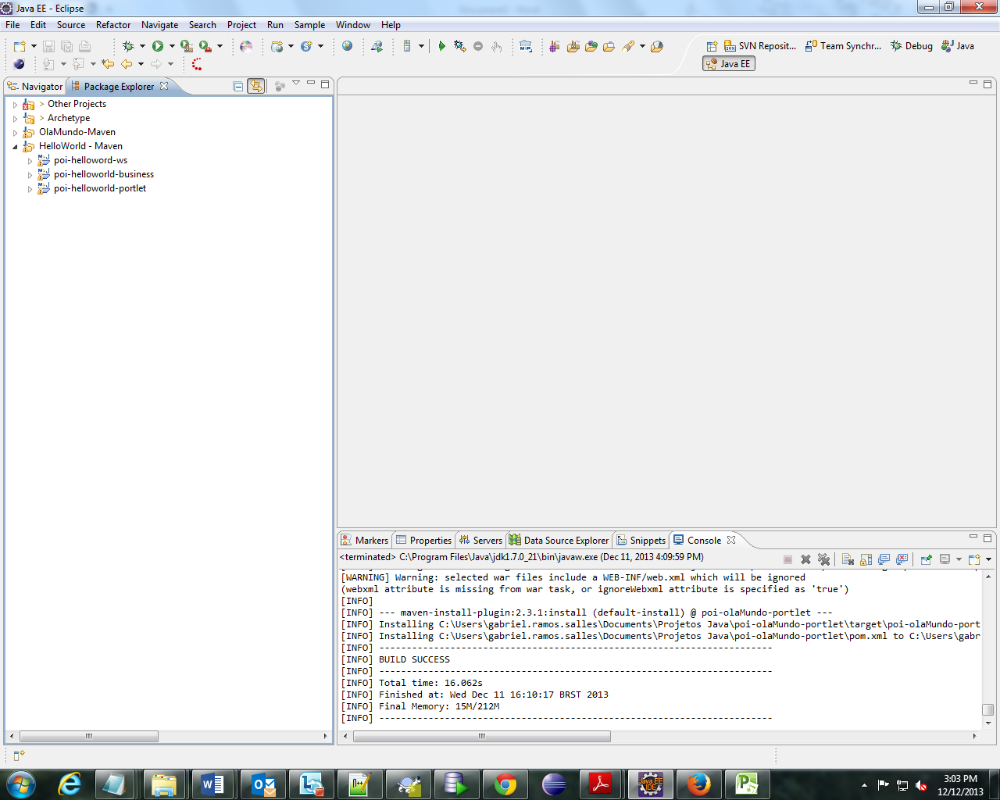 Java EE - Eclipse
File Edit Source Refactor Navigate Search Project Run Sample Window Help
SVN Reposit... Team Synchr... Debug Java
Java EE
Navigator Package Explorer
> Other Projects
> Archetype
OlaMundo-Maven
HelloWorld - Maven
poi-helloword-ws
poi-helloworld-business
poi-helloworld-portlet
Markers Properties Servers Data Source Explorer Snippets Console
<terminated> C:\Program Files\Java\jdk1.7.0_21\bin\javaw.exe (Dec 11, 2013 4:09:59 PM)
[WARNING] Warning: selected war files include a WEB-INF/web.xml which will be ignored
(webxml attribute is missing from war task, or ignoreWebxml attribute is specified as 'true')
[INFO]
[INFO] --- maven-install-plugin:2.3.1:install (default-install) @ poi-olaMundo-portlet ---
[INFO] Installing C:\Users\gabriel.ramos.salles\Documents\Projetos Java\poi-olaMundo-portlet\target\poi-olaMundo-port
[INFO] Installing C:\Users\gabriel.ramos.salles\Documents\Projetos Java\poi-olaMundo-portlet\pom.xml to C:\Users\gabr
[INFO] ------------------------------------------------------------------------
[INFO] BUILD SUCCESS
[INFO] ------------------------------------------------------------------------
[INFO] Total time: 16.062s
[INFO] Finished at: Wed Dec 11 16:10:17 BRST 2013
[INFO] Final Memory: 15M/212M
[INFO] ------------------------------------------------------------------------
Java EE
IDE
3:03 PM
12/12/2013